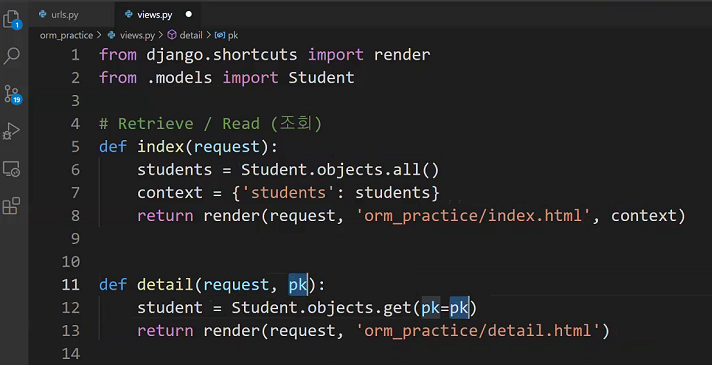 urls.py views.py
orm_practice > views.py > detail > pk
1 from django.shortcuts import render
2 from .models import Student
3
4 # Retrieve / Read (조회)
5 def index(request):
6 students = Student.objects.all()
7 context = {'students': students}
8 return render(request, 'orm_practice/index.html', context)
9
10
11 def detail(request, pk):
12 student = Student.objects.get(pk=pk)
13 return render(request, 'orm_practice/detail.html')
14
1
19